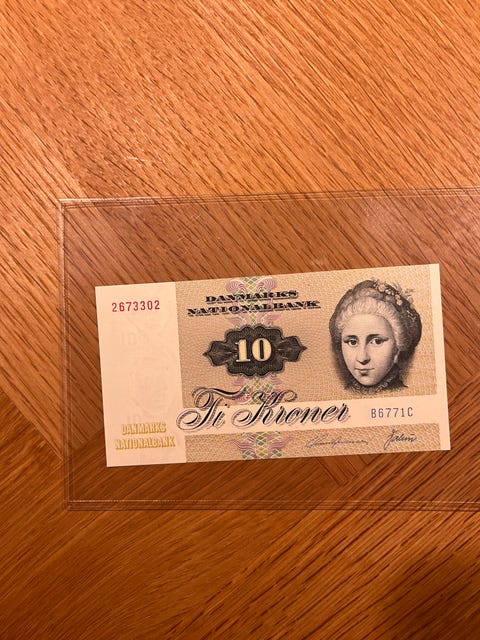 2673302
DANMARKS
NATIONALBANK
10
Ti Kroner
B6771C
DANMARKS
NATIONALBANK